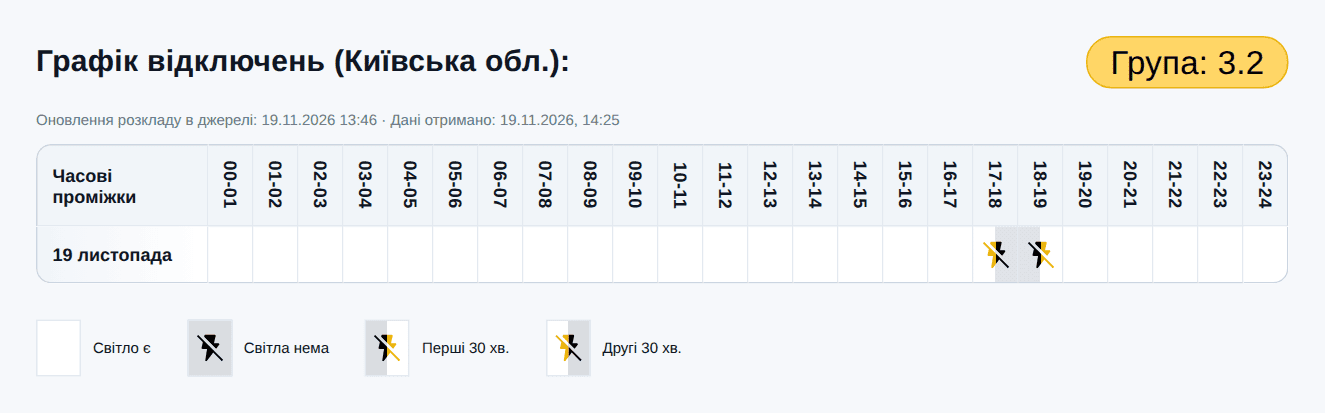 Графік відключень (Київська обл.):
Група: 3.2
Оновлення розкладу в джерелі: 19.11.2026 13:46 · Дані отримано: 19.11.2026, 14:25
Часові
проміжки
00-01
01-02
02-03
03-04
04-05
05-06
06-07
07-08
08-09
09-10
10-11
11-12
12-13
13-14
14-15
15-16
16-17
17-18
18-19
19-20
20-21
21-22
22-23
23-24
19 листопада
Світло є
Світла нема
Перші 30 хв.
Другі 30 хв.